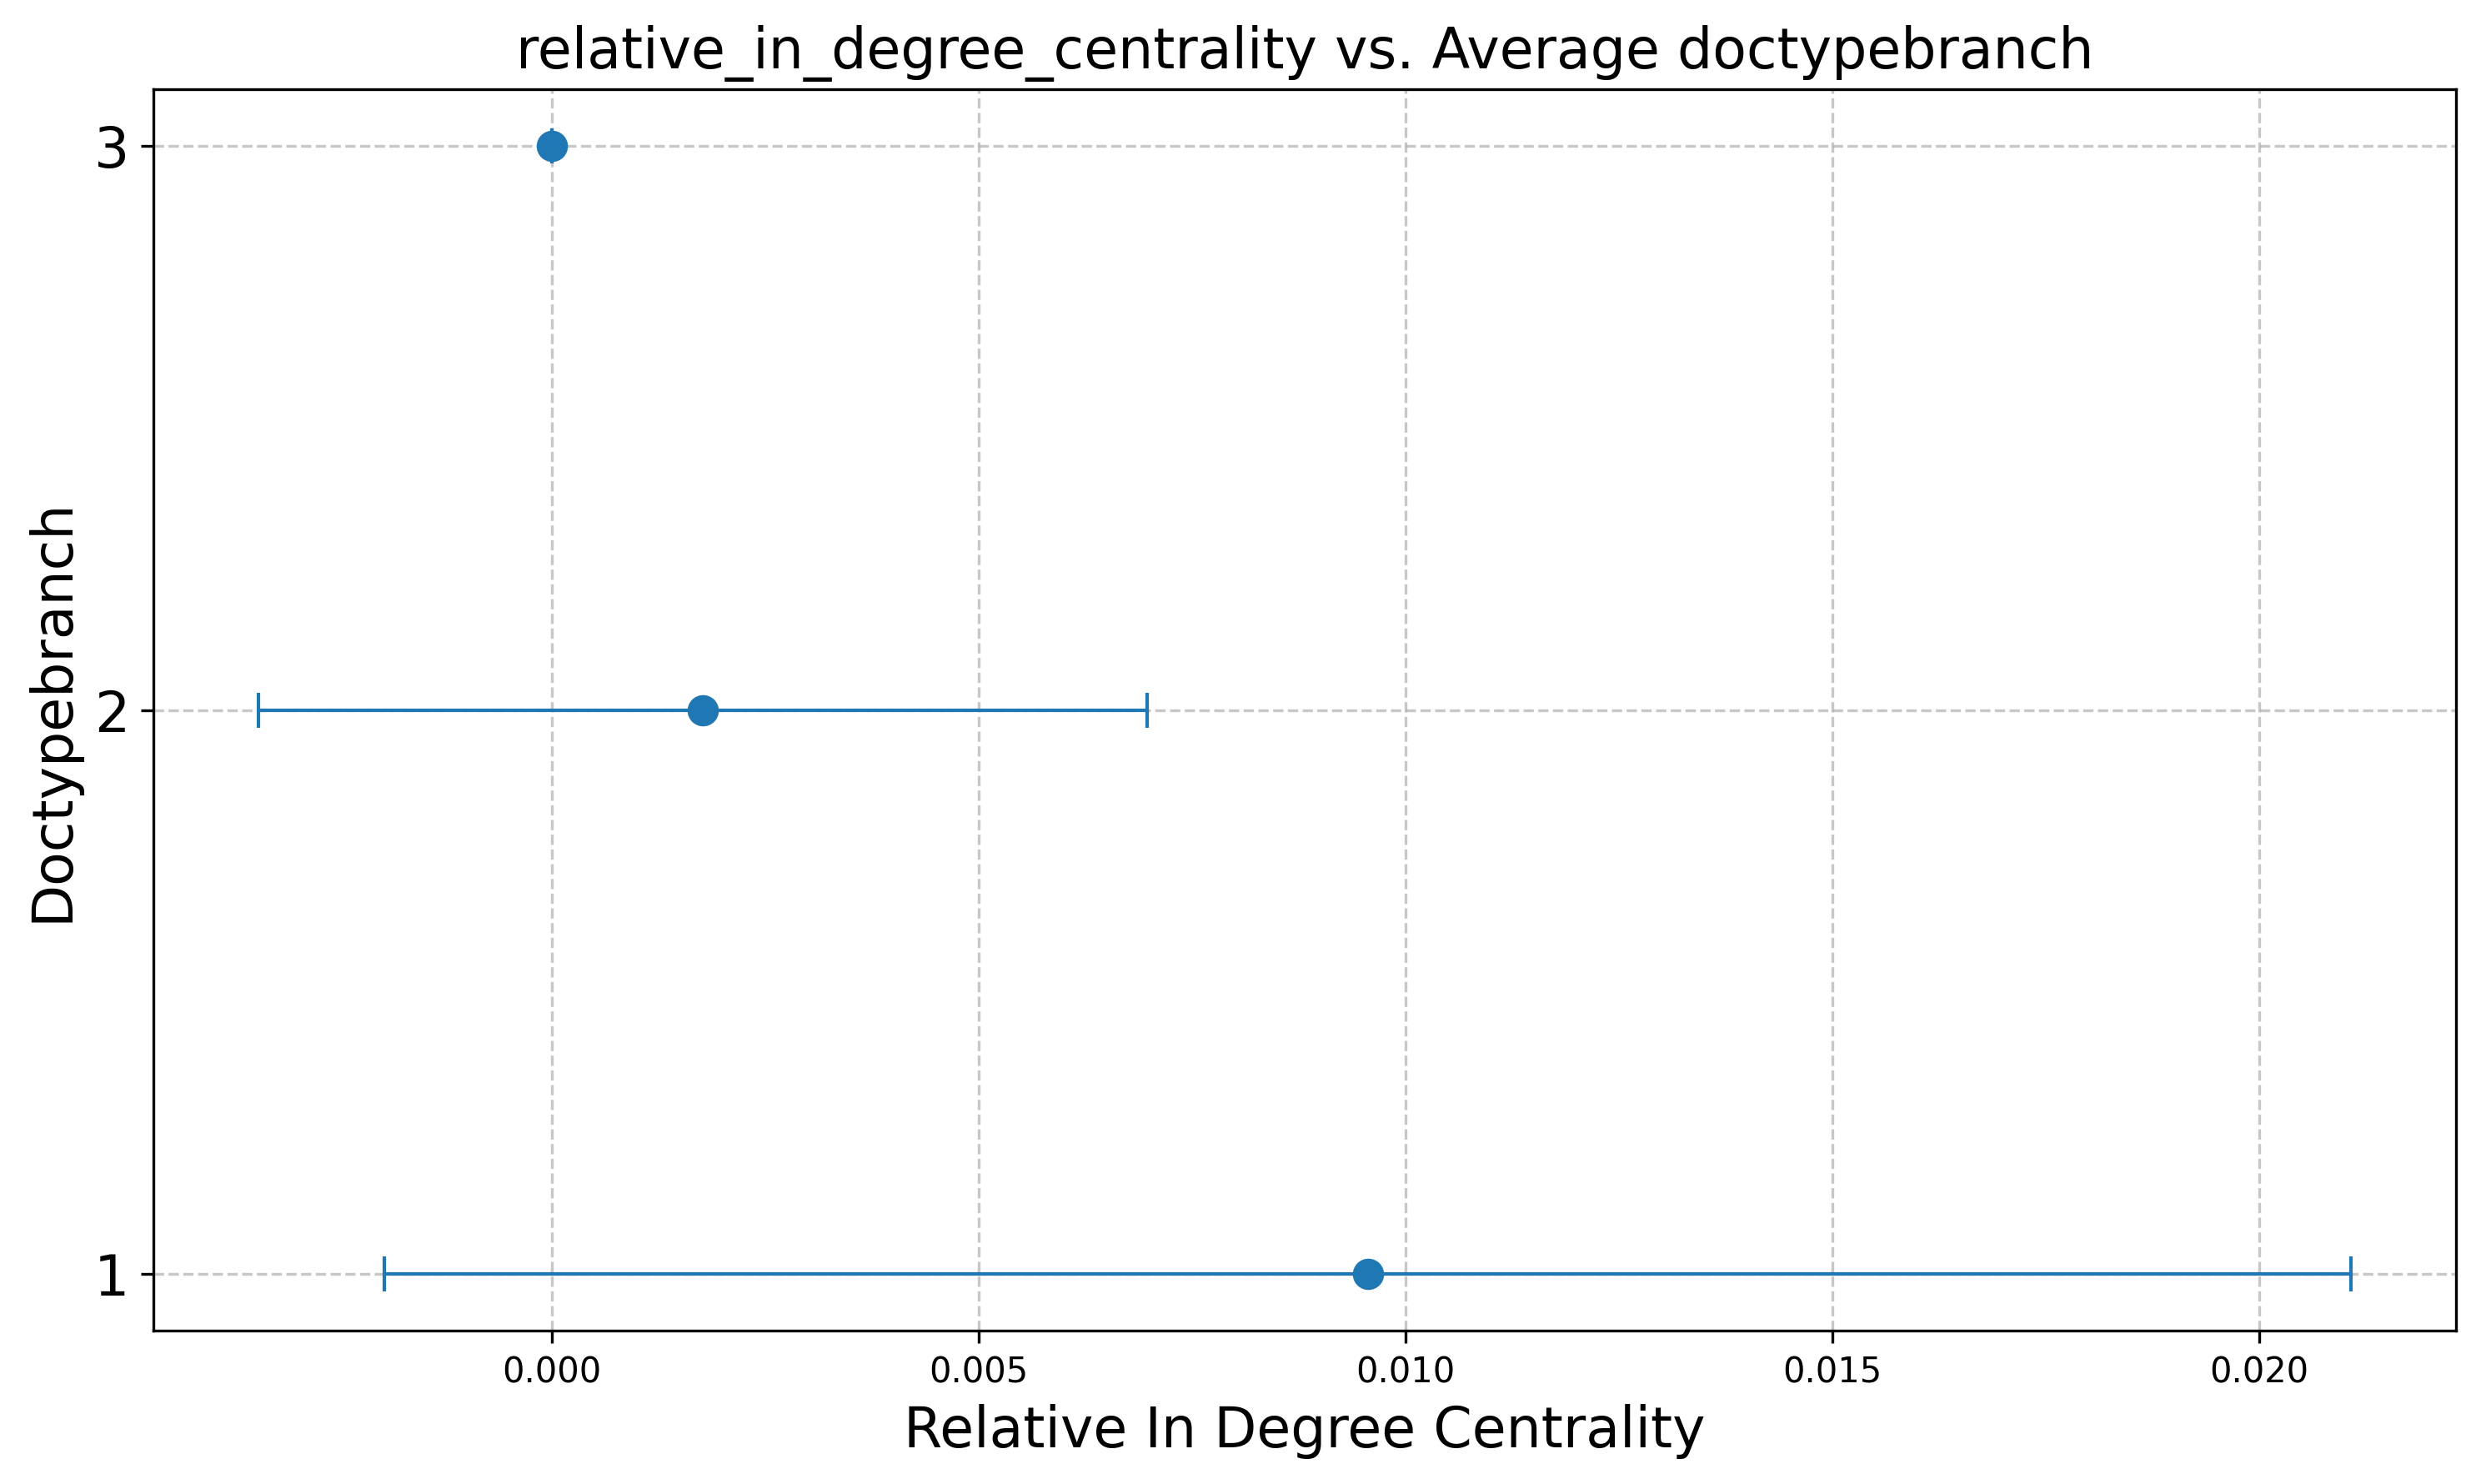 relative_in_degree_centrality vs. Average doctypebranch
3
2
1
Doctypebranch
0.000 0.005 0.010 0.015 0.020
Relative In Degree Centrality